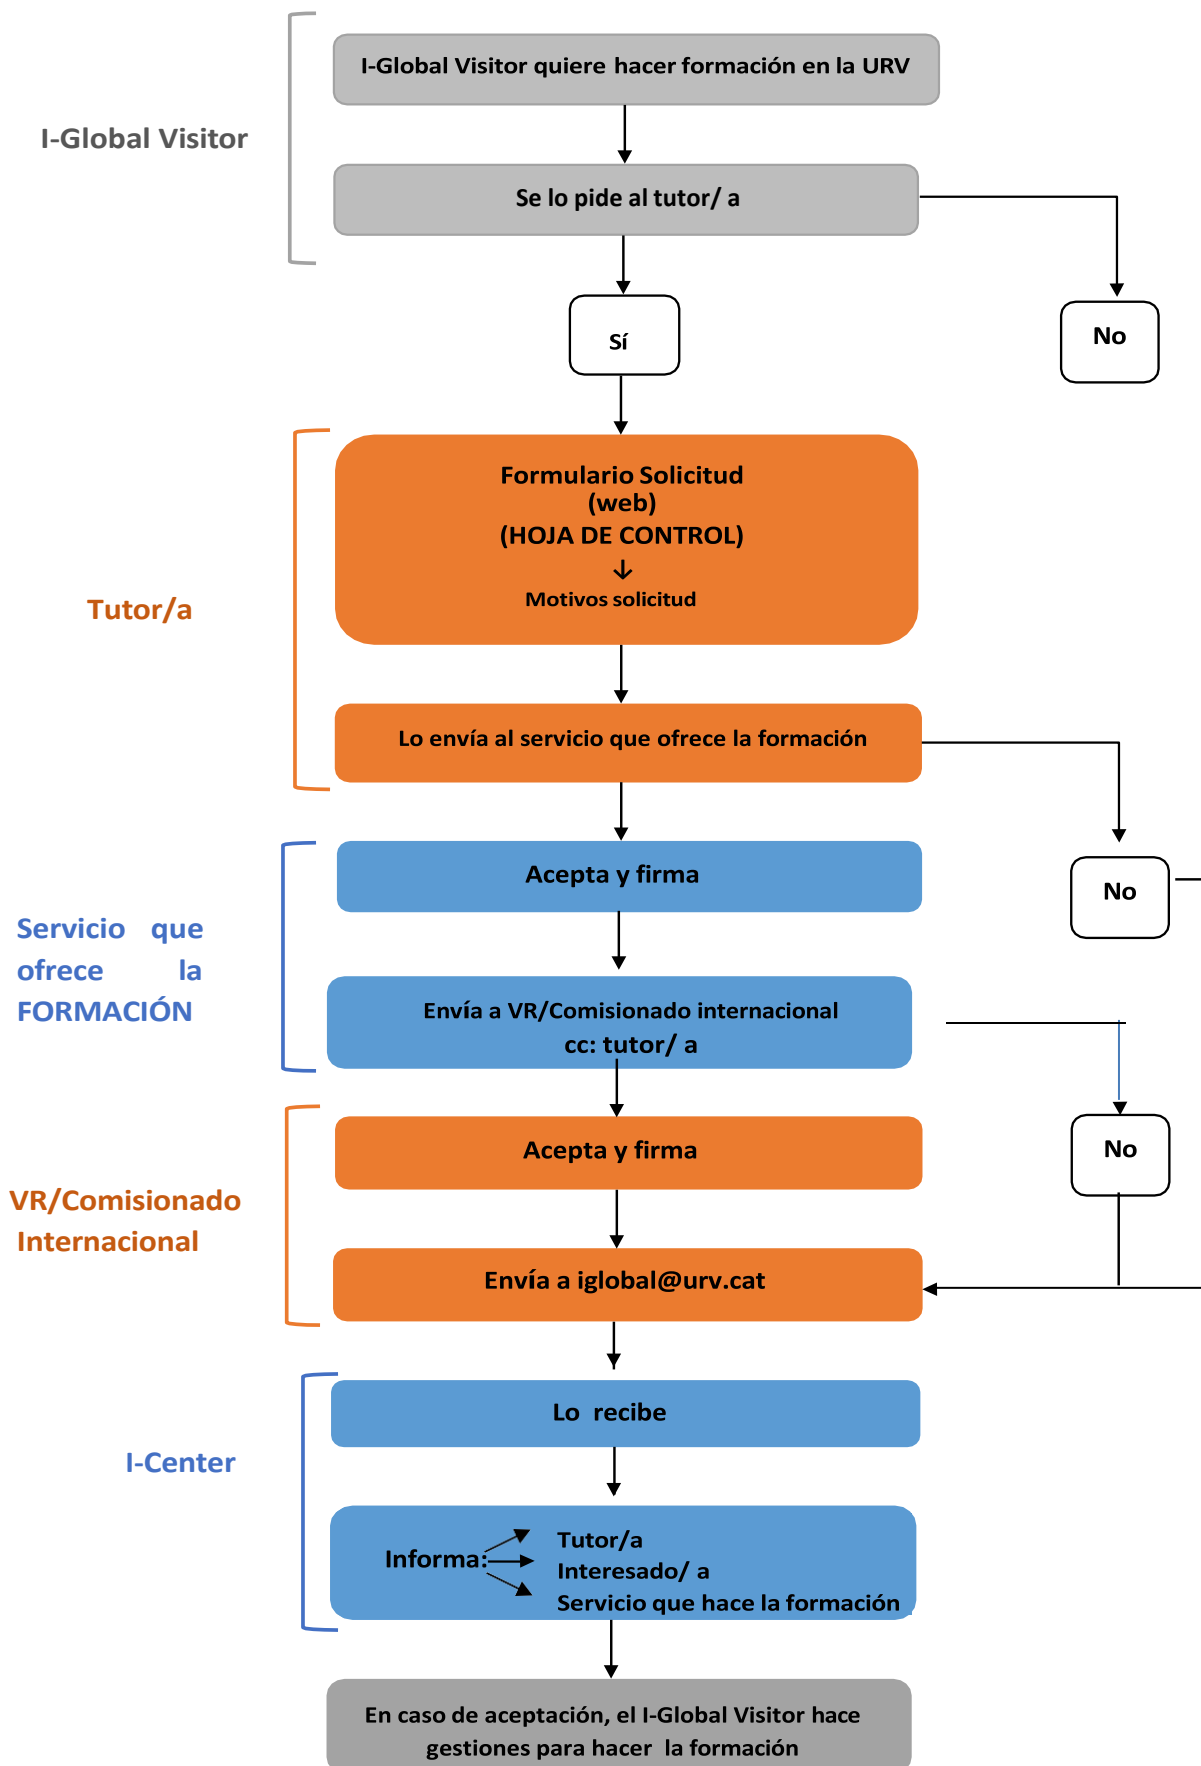 I-Global Visitor quiere hacer formación en la URV
I-Global Visitor
Se lo pide al tutor/ a
Sí
No
Formulario Solicitud
(web)
(HOJA DE CONTROL)
Motivos solicitud
Tutor/a
Lo envía al servicio que ofrece la formación
Acepta y firma
No
Servicio que
ofrece la
FORMACIÓN
Envía a VR/Comisionado internacional
cc: tutor/ a
Acepta y firma
No
VR/Comisionado
Internacional
Envía a iglobal@urv.cat
Lo recibe
I-Center
Informa:
Tutor/a
Interesado/ a
Servicio que hace la formación
En caso de aceptación, el I-Global Visitor hace
gestiones para hacer la formación